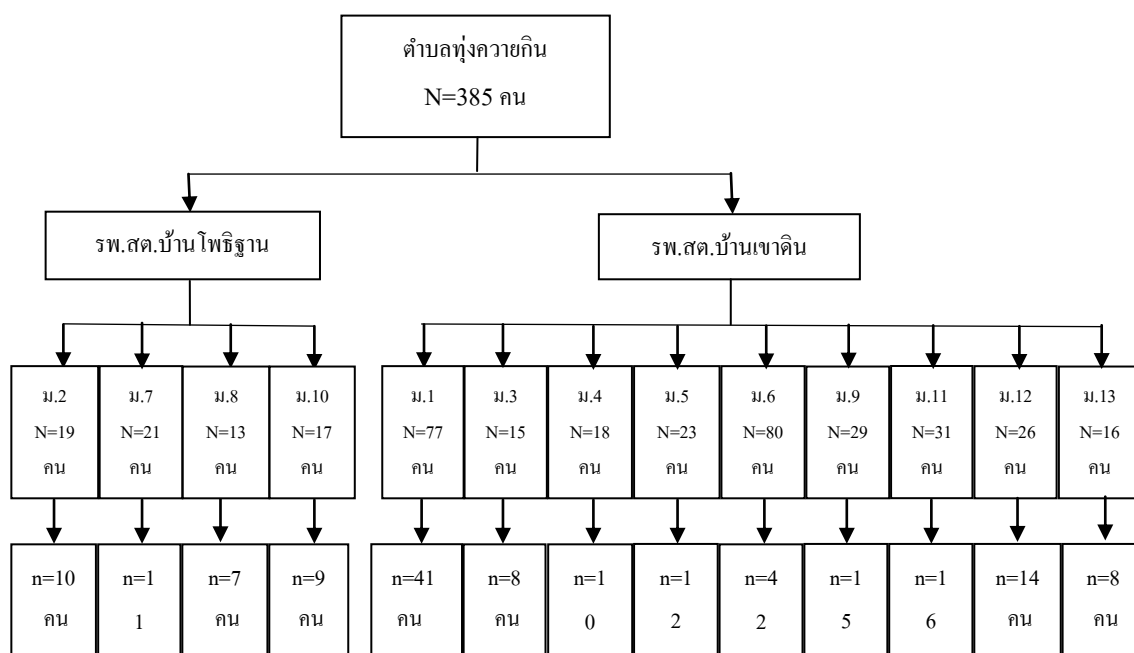 ตำบลทุ่งควายกิน
N=385 คน
รพ.สต.บ้านโพธิฐาน
รพ.สต.บ้านเขาดิน
ม.2
N=19
คน
ม.7
N=21
คน
ม.8
N=13
คน
ม.10
N=17
คน
ม.1
N=77
คน
ม.3
N=15
คน
ม.4
N=18
คน
ม.5
N=23
คน
ม.6
N=80
คน
ม.9
N=29
คน
ม.11
N=31
คน
ม.12
N=26
คน
ม.13
N=16
คน
n=10
คน
n=1
1
n=7
คน
n=9
คน
n=41
คน
n=8
คน
n=1
0
n=1
2
n=4
2
n=1
5
n=1
6
n=14
คน
n=8
คน